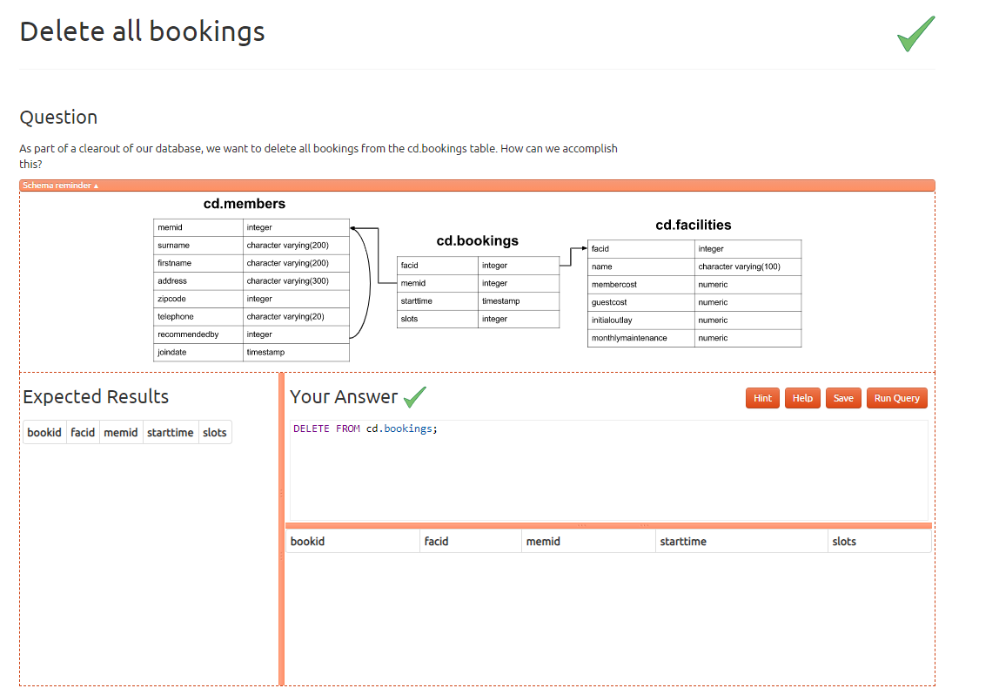 Delete all bookings
Question
As part of a clearout of our database, we want to delete all bookings from the cd.bookings table. How can we accomplish
this?
Schema reminder ▴
cd.members
memid integer
surname character varying(200)
firstname character varying(200)
address character varying(300)
zipcode integer
telephone character varying(20)
recommendedby integer
joindate timestamp
cd.bookings
facid integer
memid integer
starttime timestamp
slots integer
cd.facilities
facid integer
name character varying(100)
membercost numeric
guestcost numeric
initialoutlay numeric
monthlymaintenance numeric
Expected Results
bookid facid memid starttime slots
Your Answer
Hint Help Save Run Query
DELETE FROM cd.bookings;
bookid facid memid starttime slots